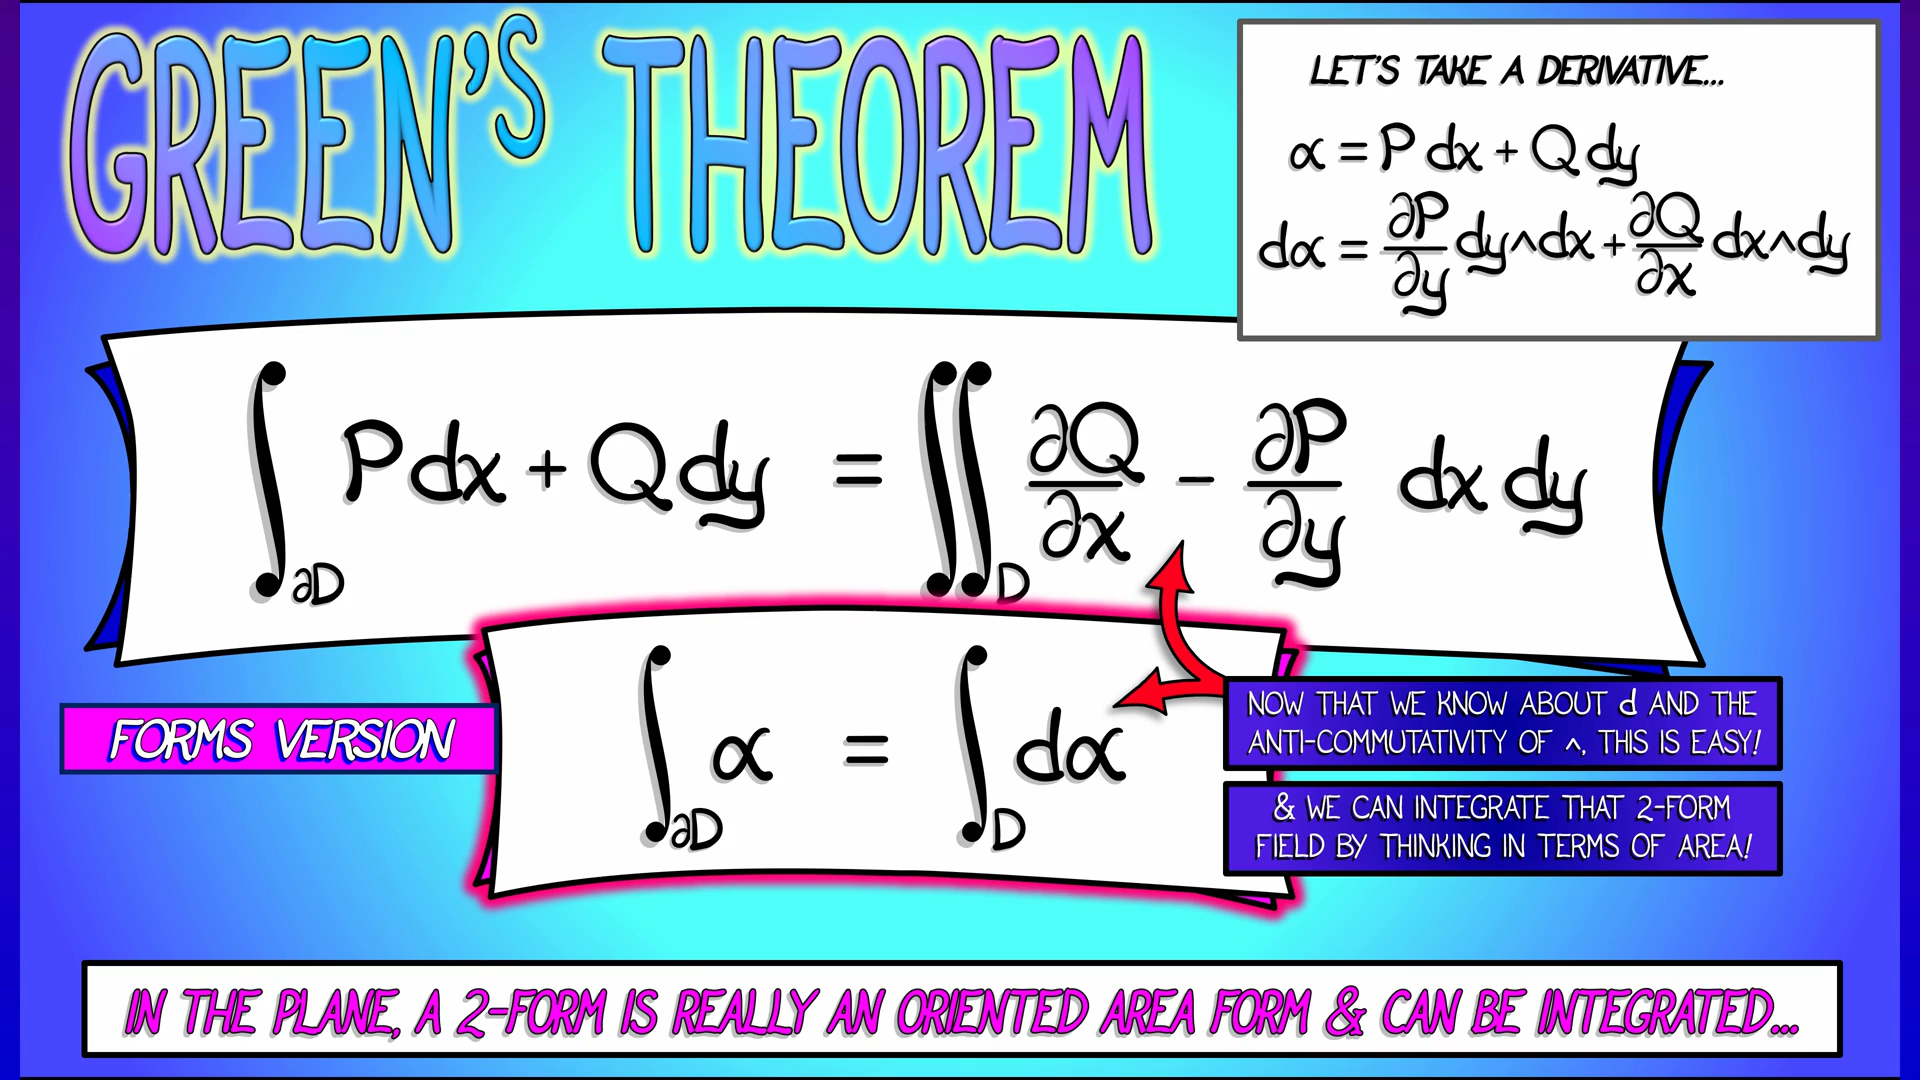 GREEN'S THEOREM
LET'S TAKE A DERIVATIVE...
α = P dx + Q dy
dα = ∂P/∂y dy∧dx + ∂Q/∂x dx∧dy
∫_∂D P dx + Q dy = ∬_D ∂Q/∂x - ∂P/∂y dx dy
FORMS VERSION
∫_∂D α = ∫_D dα
NOW THAT WE KNOW ABOUT d AND THE
ANTI-COMMUTATIVITY OF ∧, THIS IS EASY!
& WE CAN INTEGRATE THAT 2-FORM
FIELD BY THINKING IN TERMS OF AREA!
IN THE PLANE, A 2-FORM IS REALLY AN ORIENTED AREA FORM & CAN BE INTEGRATED...